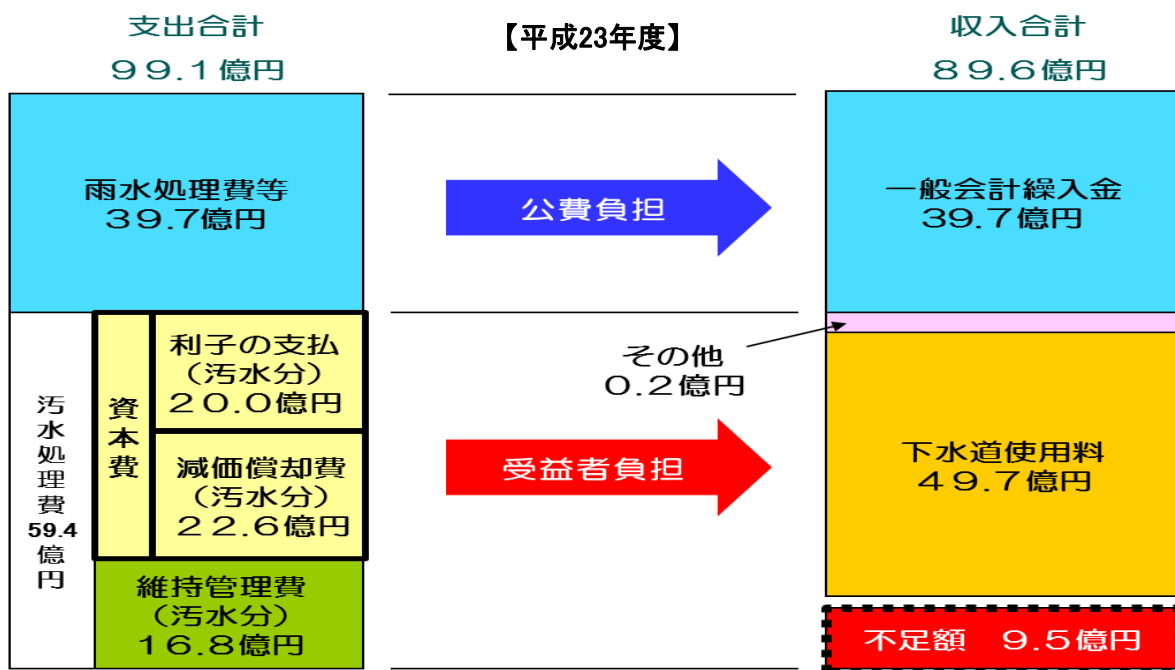 支出合計
９９.１億円
【平成23年度】
収入合計
８９.６億円
雨水処理費等
３９.７億円
公費負担
一般会計繰入金
３９.７億円
汚水処理費59.4億円
資本費
利子の支払
（汚水分）
２０.０億円
減価償却費
（汚水分）
２２.６億円
維持管理費
（汚水分）
１６.８億円
その他
０.２億円
受益者負担
下水道使用料
４９.７億円
不足額　９.５億円